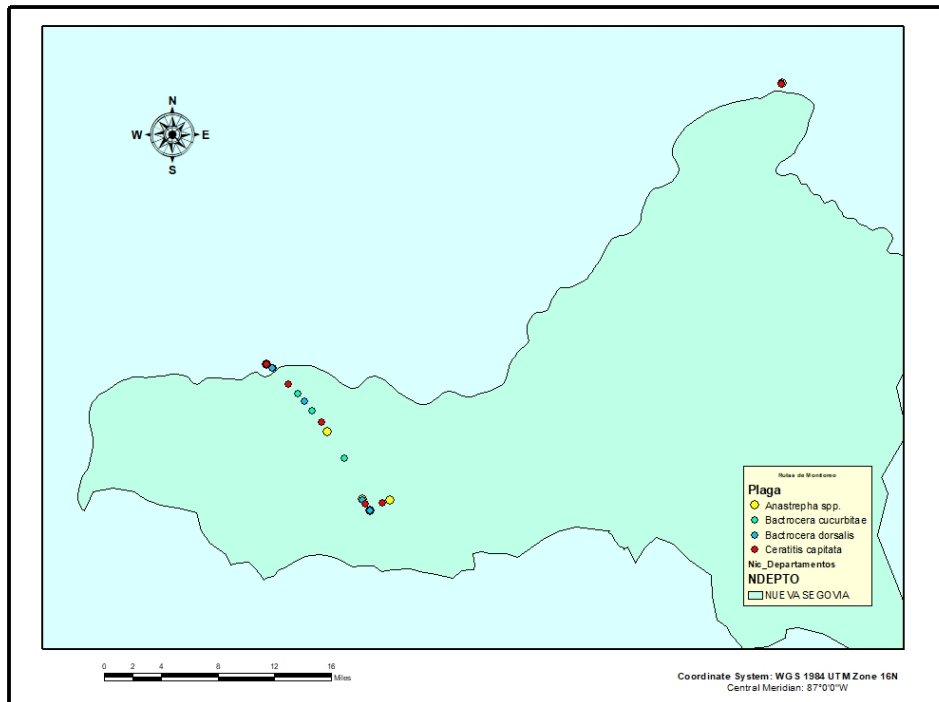 N
W E
S
Rutas de Monitoreo
Plaga
Anastrepha spp.
Bactrocera cucurbitae
Bactrocera dorsalis
Ceratitis capitata
Nic_Departamentos
NDEPTO
NUEVA SEGOVIA
0 2 4 8 12 16
Miles
Coordinate System: WGS 1984 UTM Zone 16N
Central Meridian: 87°0'0"W